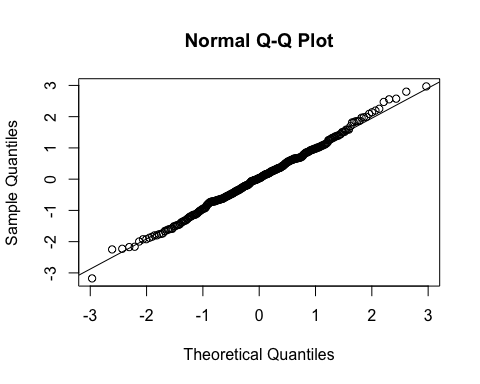 Normal Q-Q Plot
3
2
1
0
-1
-2
-3
Sample Quantiles
-3 -2 -1 0 1 2 3
Theoretical Quantiles